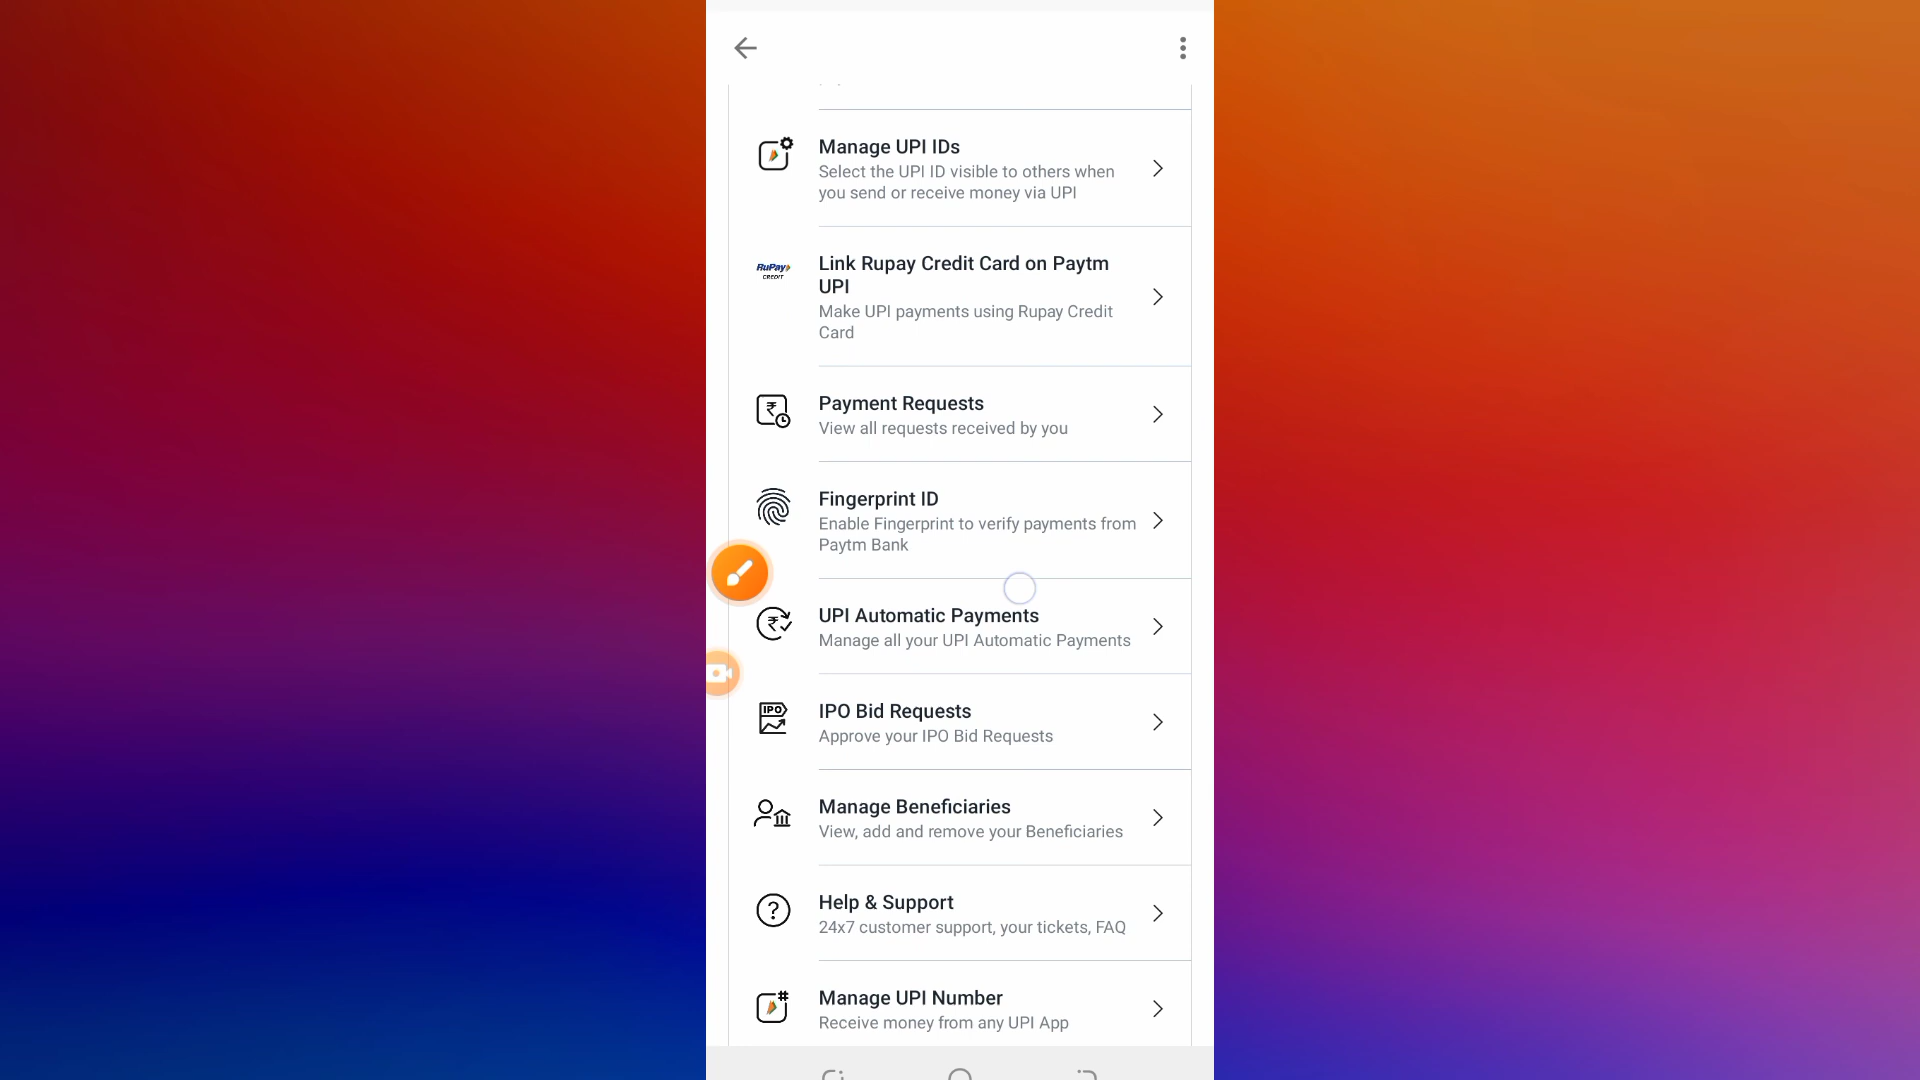 Manage UPI IDs
Select the UPI ID visible to others when
you send or receive money via UPI
RuPay
CREDIT
Link Rupay Credit Card on Paytm
UPI
Make UPI payments using Rupay Credit
Card
Payment Requests
View all requests received by you
Fingerprint ID
Enable Fingerprint to verify payments from
Paytm Bank
UPI Automatic Payments
Manage all your UPI Automatic Payments
IPO
IPO Bid Requests
Approve your IPO Bid Requests
Manage Beneficiaries
View, add and remove your Beneficiaries
Help & Support
24x7 customer support, your tickets, FAQ
Manage UPI Number
Receive money from any UPI App